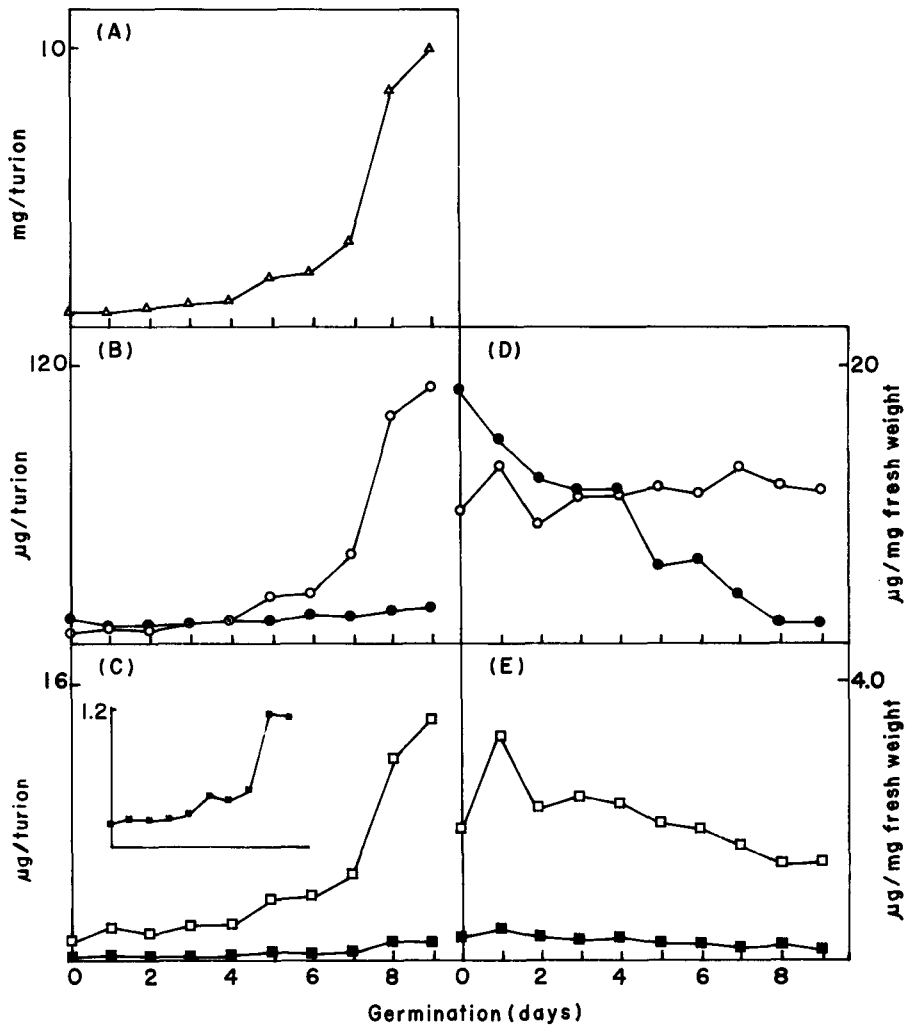 (A)
10
mg/turion
(B)
120
µg/turion
(D)
20
µg/mg fresh weight
(C)
16
1.2
µg/turion
(E)
4.0
µg/mg fresh weight
0 2 4 6 8 0 2 4 6 8
Germination (days)